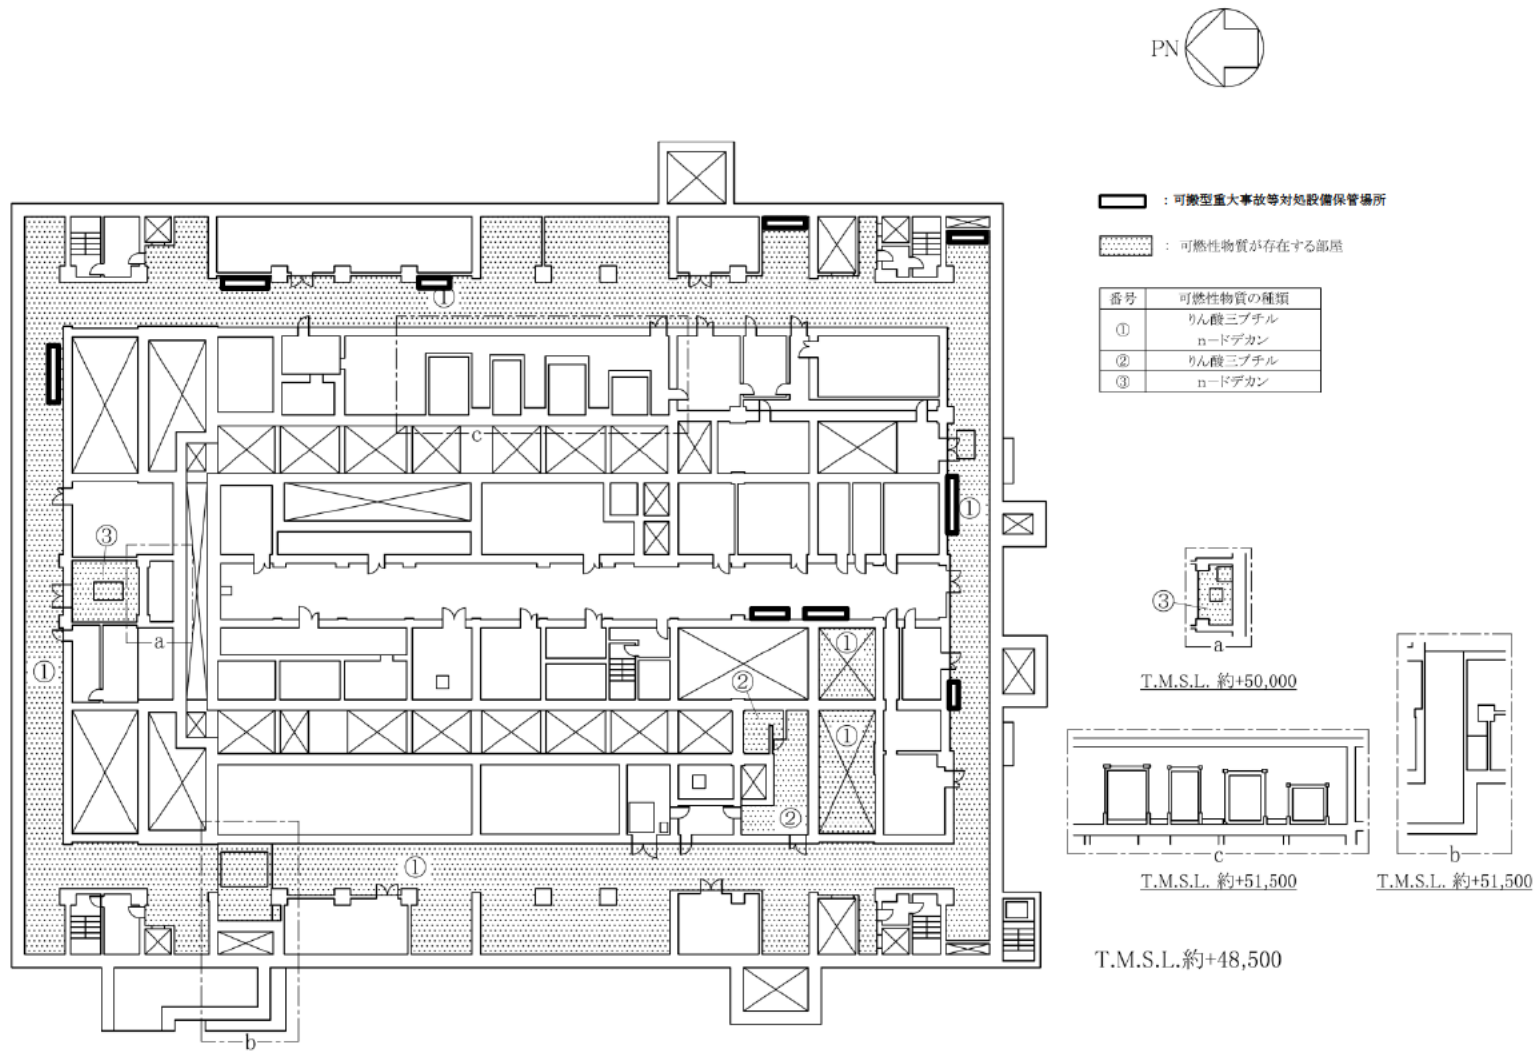 PN
：可搬型重大事故等対処設備保管場所
： 可燃性物質が存在する部屋
番号 可燃性物質の種類
① りん酸三ブチル
n－ドデカン
② りん酸三ブチル
③ n－ドデカン
①
c
①
③
a
①
①
②
①
②
①
b
③
a
T.M.S.L. 約+50,000
c
T.M.S.L. 約+51,500
b
T.M.S.L. 約+51,500
T.M.S.L.約+48,500